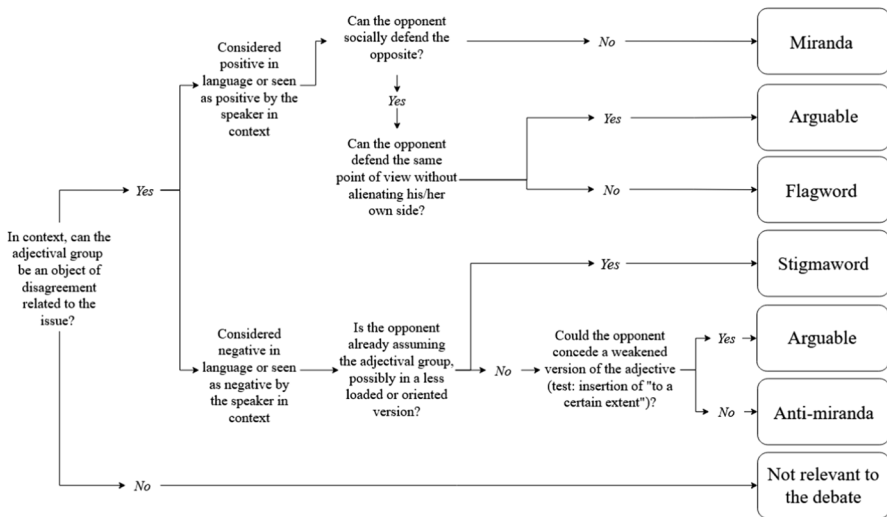 Can the opponent
socially defend the
opposite?
No
Miranda
Considered
positive in
language or seen
as positive by the
speaker in
context
Yes
Can the opponent
defend the same
point of view without
alienating his/her
own side?
Yes
Arguable
No
Flagword
Yes
In context, can the
adjectival group
be an object of
disagreement
related to the
issue?
Yes
Stigmaword
Considered
negative in
language or seen
as negative by
the speaker in
context
Is the opponent
already assuming
the adjectival group,
possibly in a less
loaded or oriented
version?
No
Could the opponent
concede a weakened
version of the adjective
(test: insertion of "to a
certain extent")?
Yes
Arguable
No
Anti-miranda
No
Not relevant to
the debate